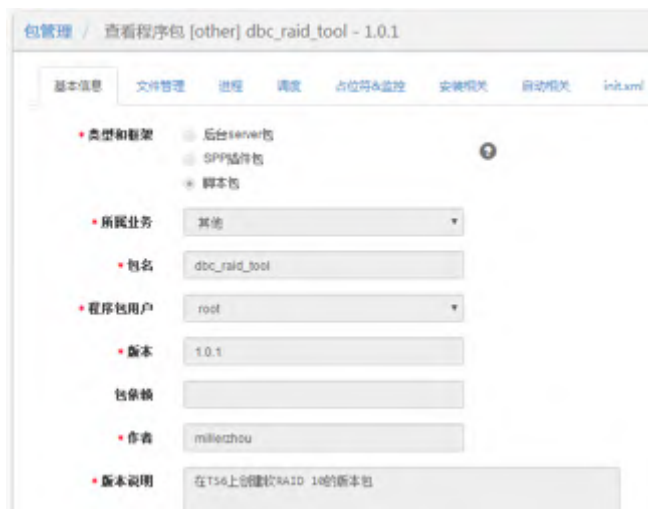 包管理 / 查看程序包 [other] dbc_raid_tool - 1.0.1
基本信息 文件管理 进程 调度 占位符&监控 安装相关 启动相关 init.xml
* 类型和框架 后台server包
SPP插件包
脚本包
* 所属业务 其他
* 包名 dbc_raid_tool
* 程序包用户 root
* 版本 1.0.1
包依赖
* 作者 millerzhou
* 版本说明 在TS6上创建软RAID 10的版本包